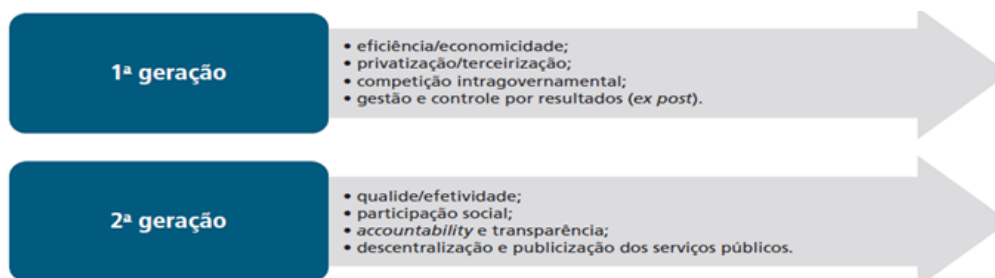 1ª geração
• eficiência/economicidade;
• privatização/terceirização;
• competição intragovernamental;
• gestão e controle por resultados (ex post).
2ª geração
• qualide/efetividade;
• participação social;
• accountability e transparência;
• descentralização e publicização dos serviços públicos.